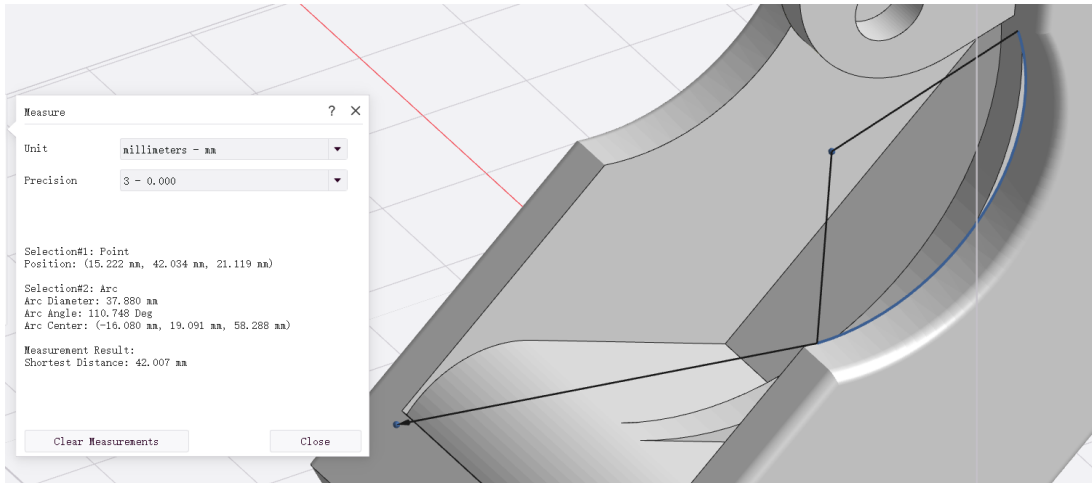 Measure ? ×
Unit millimeters - mm
Precision 3 - 0.000
Selection#1: Point
Position: (15.222 mm, 42.034 mm, 21.119 mm)
Selection#2: Arc
Arc Diameter: 37.880 mm
Arc Angle: 110.748 Deg
Arc Center: (-16.080 mm, 19.091 mm, 58.288 mm)
Measurement Result:
Shortest Distance: 42.007 mm
Clear Measurements Close